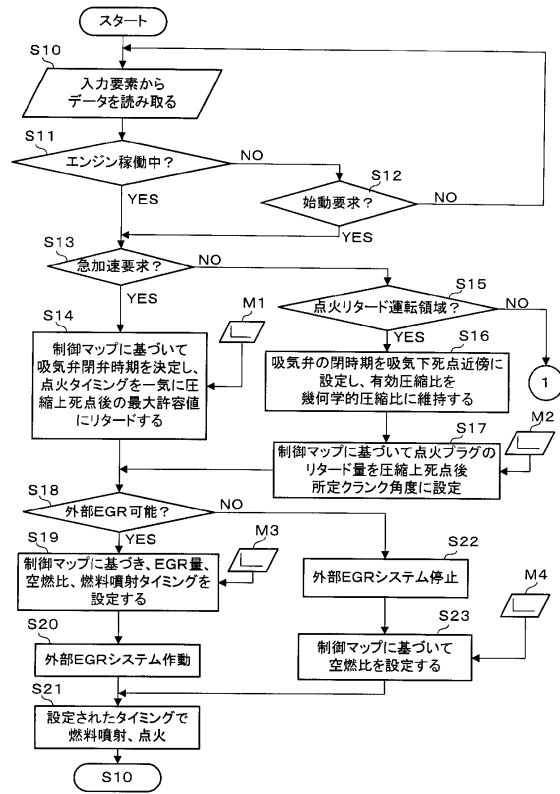 スタート
S10
入力要素から
データを読み取る
S11
エンジン稼働中？
NO
YES
S12
始動要求？
NO
YES
S13
急加速要求？
NO
YES
S14
制御マップに基づいて
吸気弁閉弁時期を決定し、
点火タイミングを一気に圧
縮上死点後の最大許容値
にリタードする
M1
S15
点火リタード運転領域？
NO
YES
1
S16
吸気弁の閉時期を吸気下死点近傍に
設定し、有効圧縮比を
幾何学的圧縮比に維持する
S17
制御マップに基づいて点火プラグの
リタード量を圧縮上死点後
所定クランク角度に設定
M2
S18
外部EGR可能？
NO
YES
S19
制御マップに基づき、EGR量、
空燃比、燃料噴射タイミングを
設定する
M3
S22
外部EGRシステム停止
S20
外部EGRシステム作動
S23
制御マップに基づいて
空燃比を設定する
M4
S21
設定されたタイミングで
燃料噴射、点火
S10